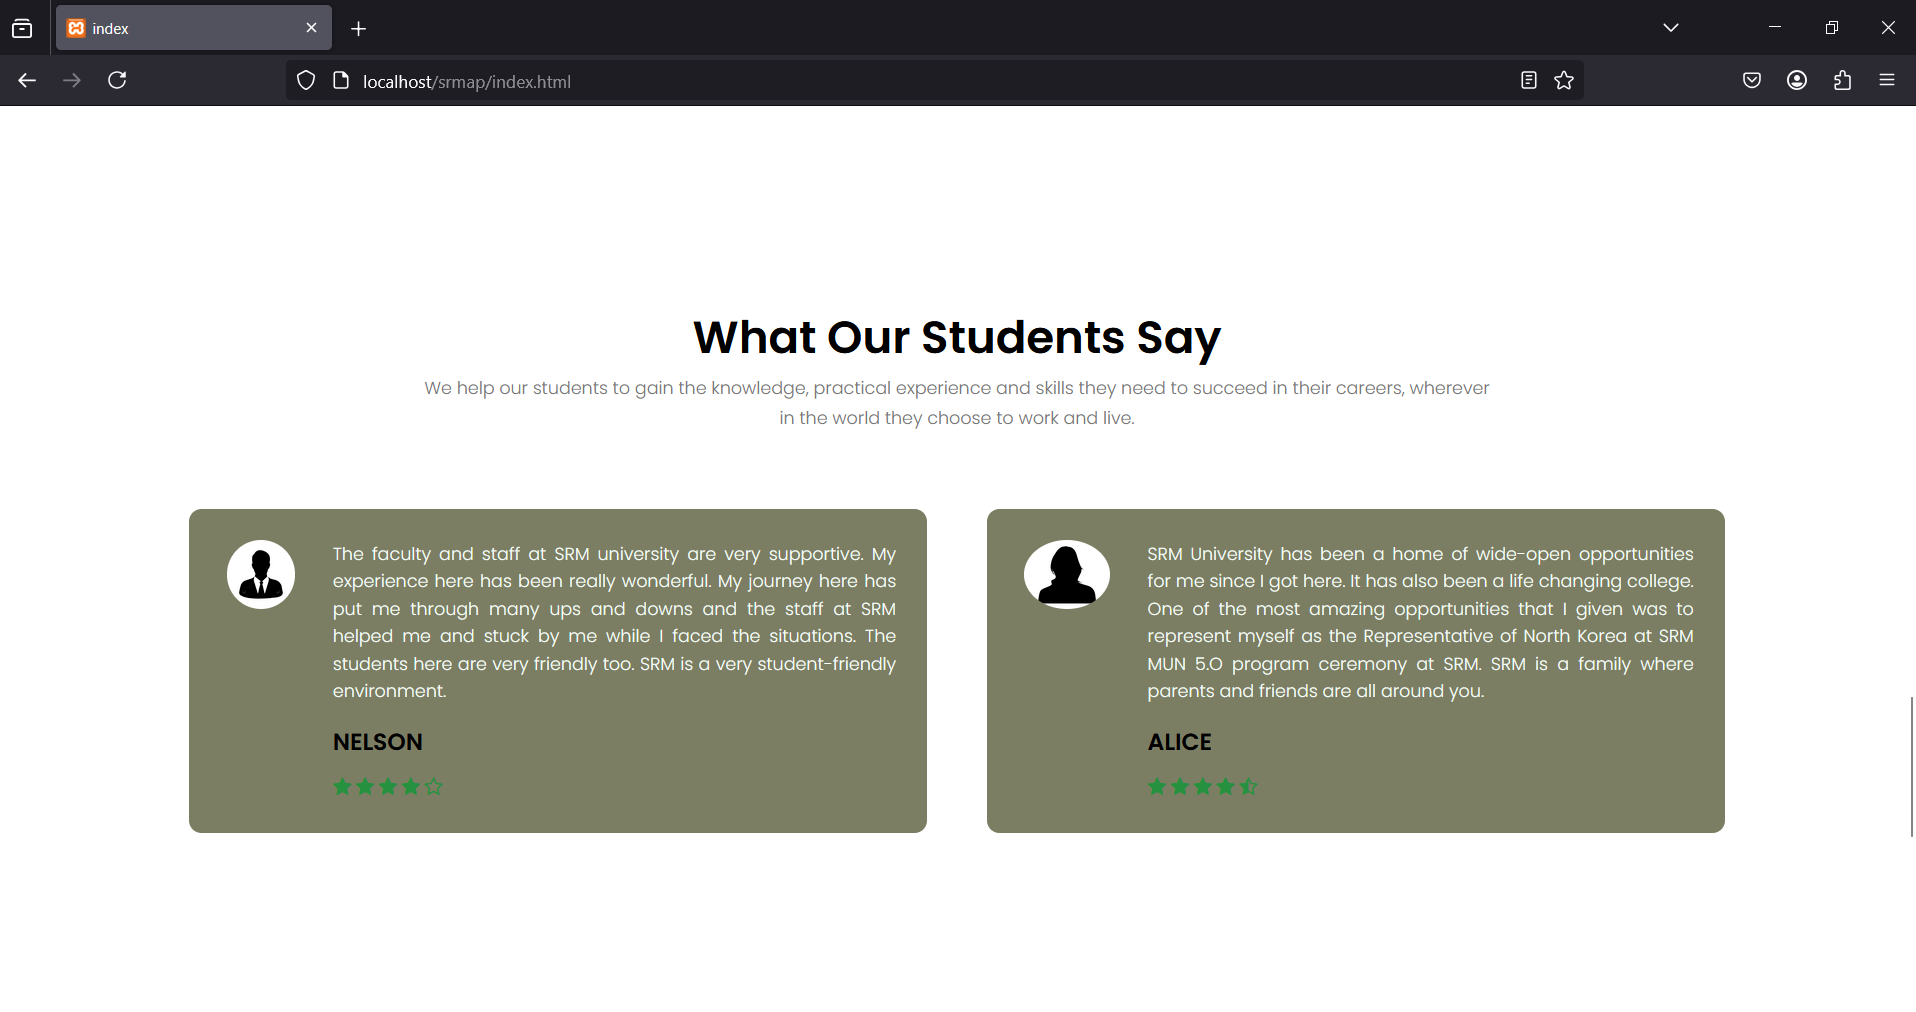 index
localhost/srmap/index.html
What Our Students Say
We help our students to gain the knowledge, practical experience and skills they need to succeed in their careers, wherever
in the world they choose to work and live.
The faculty and staff at SRM university are very supportive. My
experience here has been really wonderful. My journey here has
put me through many ups and downs and the staff at SRM
helped me and stuck by me while I faced the situations. The
students here are very friendly too. SRM is a very student-friendly
environment.
NELSON
SRM University has been a home of wide-open opportunities
for me since I got here. It has also been a life changing college.
One of the most amazing opportunities that I given was to
represent myself as the Representative of North Korea at SRM
MUN 5.O program ceremony at SRM. SRM is a family where
parents and friends are all around you.
ALICE